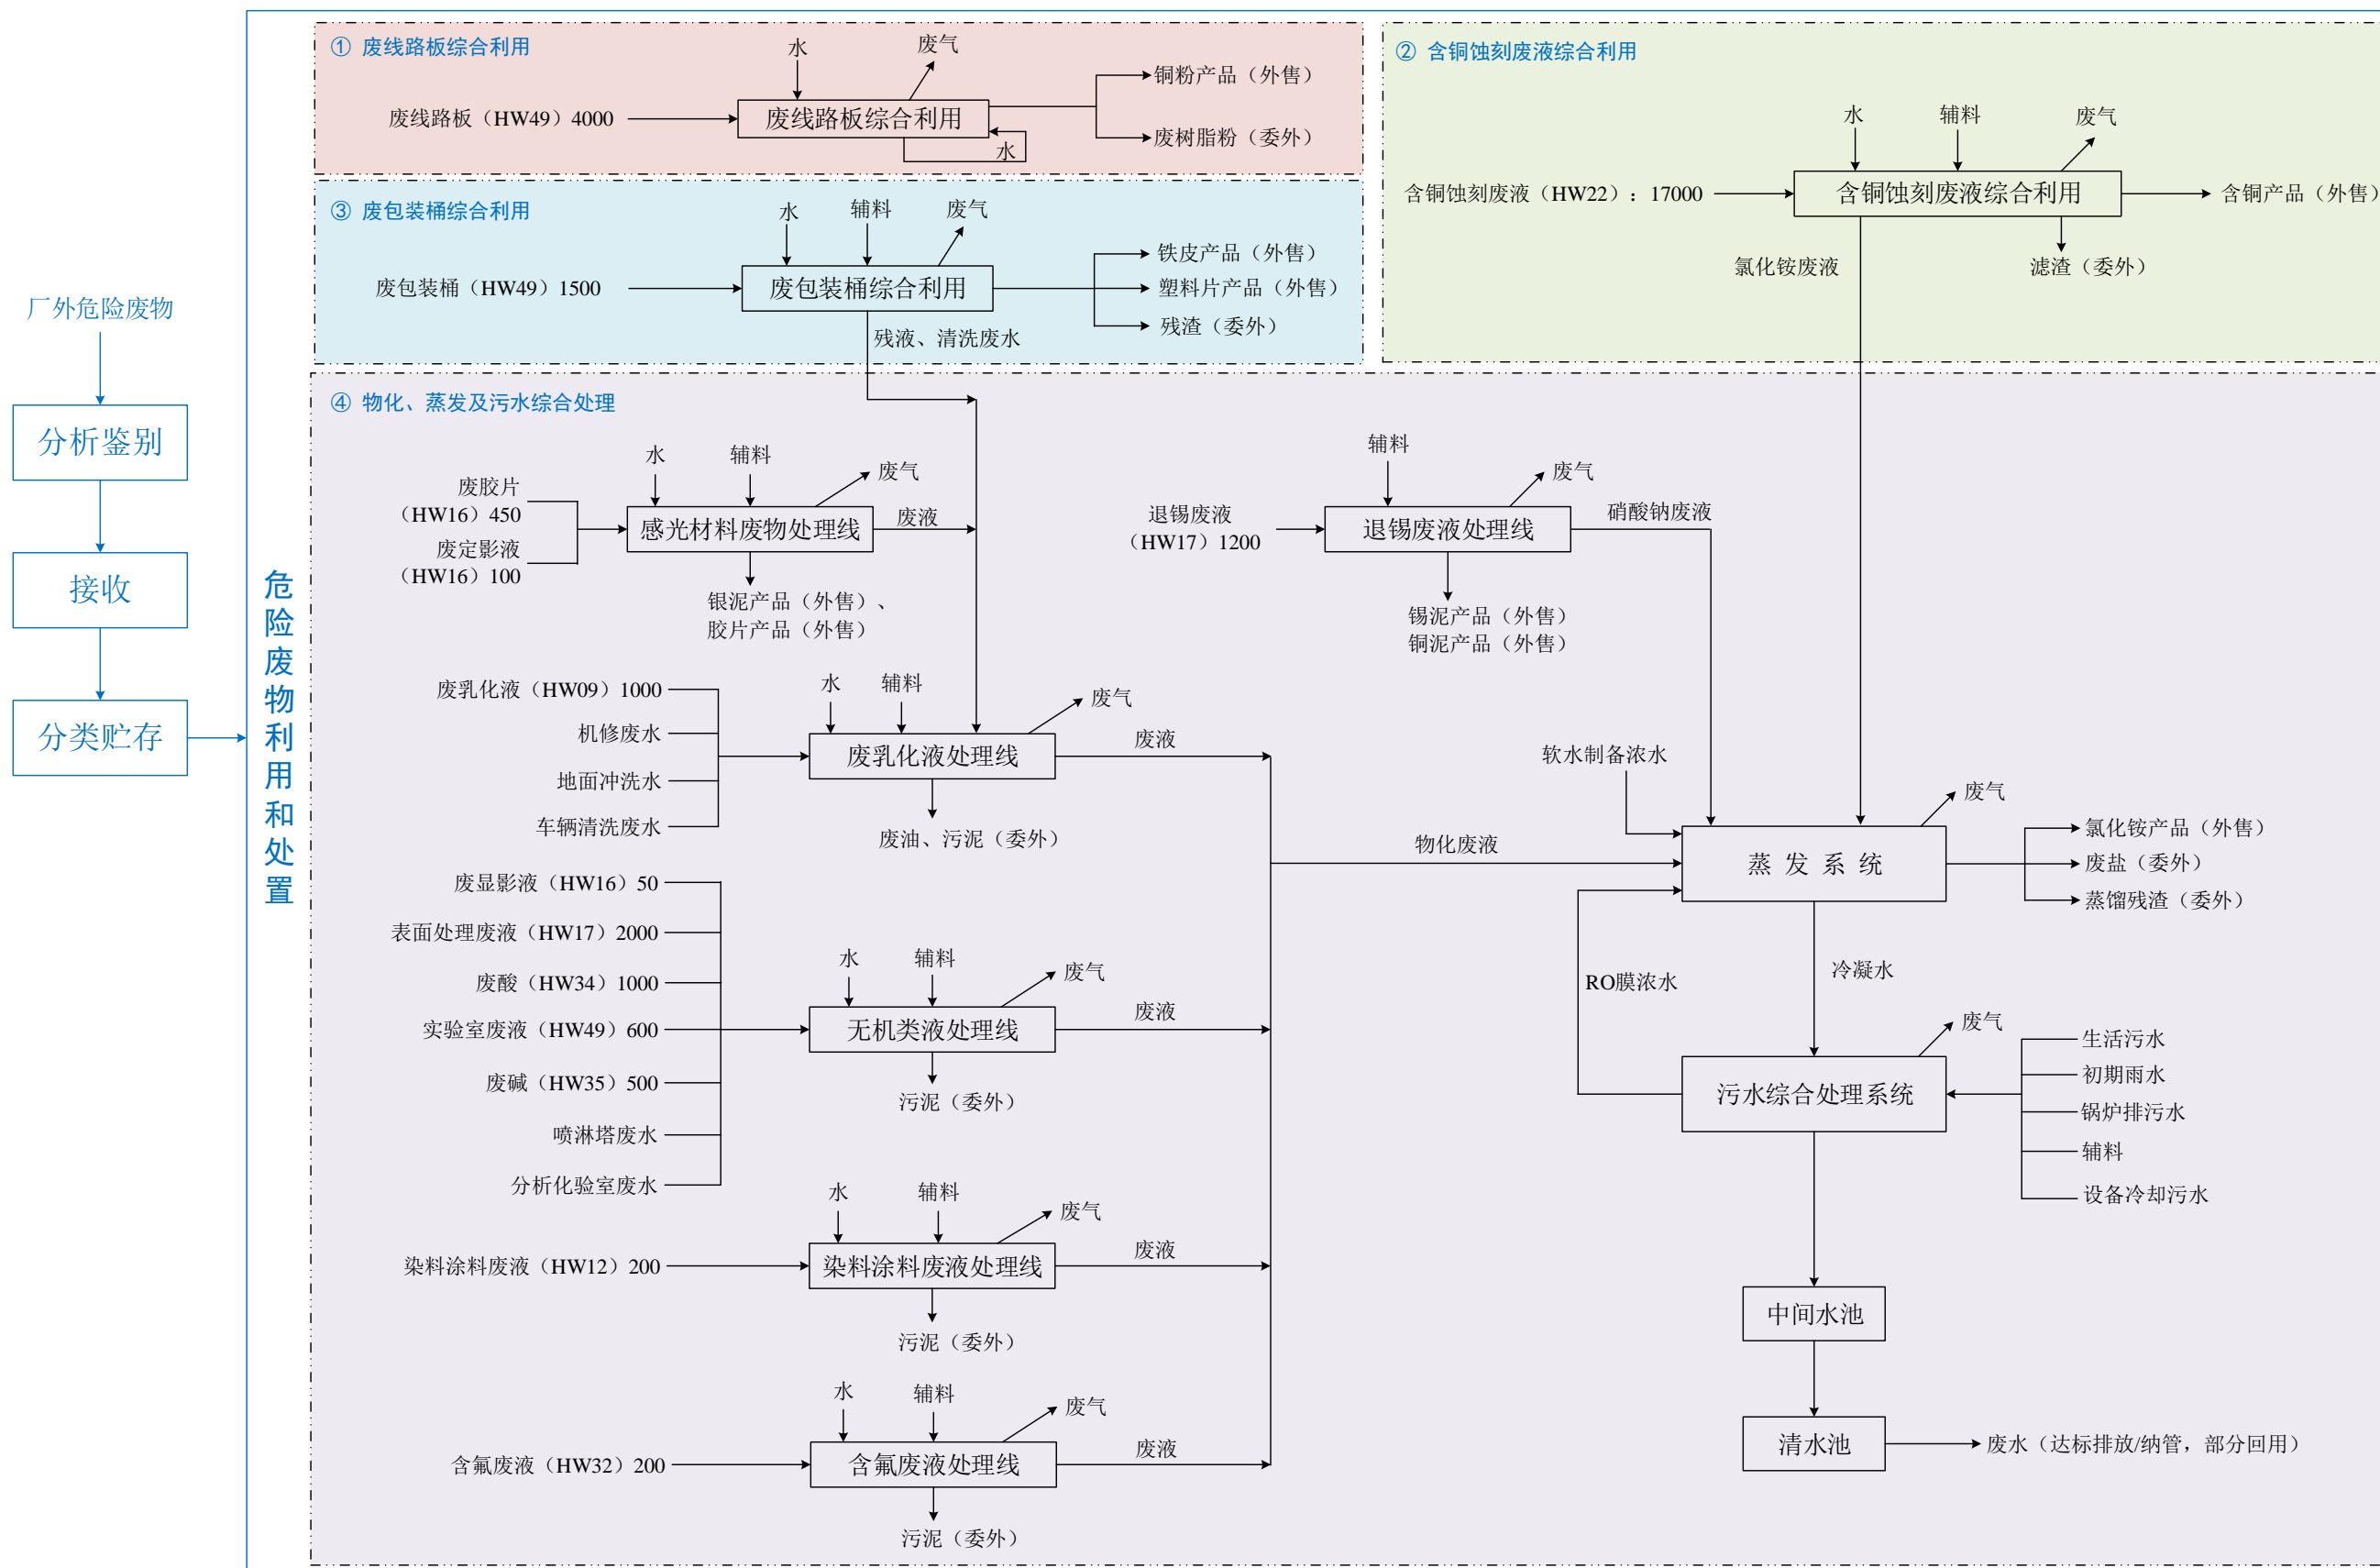 厂外危险废物
分析鉴别
接收
分类贮存
危险废物利用和处置
① 废线路板综合利用
水
废气
废线路板（HW49）4000
废线路板综合利用
水
铜粉产品（外售）
废树脂粉（委外）
② 含铜蚀刻废液综合利用
水
辅料
废气
含铜蚀刻废液（HW22）：17000
含铜蚀刻废液综合利用
含铜产品（外售）
氯化铵废液
滤渣（委外）
③ 废包装桶综合利用
水
辅料
废气
废包装桶（HW49）1500
废包装桶综合利用
铁皮产品（外售）
塑料片产品（外售）
残渣（委外）
残液、清洗废水
④ 物化、蒸发及污水综合处理
水
辅料
废气
废胶片
（HW16）450
废定影液
（HW16）100
感光材料废物处理线
废液
银泥产品（外售）、
胶片产品（外售）
辅料
废气
退锡废液
（HW17）1200
退锡废液处理线
硝酸钠废液
锡泥产品（外售）
铜泥产品（外售）
废乳化液（HW09）1000
机修废水
地面冲洗水
车辆清洗废水
水
辅料
废气
废乳化液处理线
废液
废油、污泥（委外）
废显影液（HW16）50
表面处理废液（HW17）2000
废酸（HW34）1000
实验室废液（HW49）600
废碱（HW35）500
喷淋塔废水
分析化验室废水
水
辅料
废气
无机类液处理线
废液
污泥（委外）
水
辅料
废气
染料涂料废液（HW12）200
染料涂料废液处理线
废液
污泥（委外）
水
辅料
废气
含氟废液（HW32）200
含氟废液处理线
废液
污泥（委外）
软水制备浓水
物化废液
废气
蒸发系统
氯化铵产品（外售）
废盐（委外）
蒸馏残渣（委外）
RO膜浓水
冷凝水
废气
污水综合处理系统
生活污水
初期雨水
锅炉排污水
辅料
设备冷却污水
中间水池
清水池
废水（达标排放/纳管，部分回用）